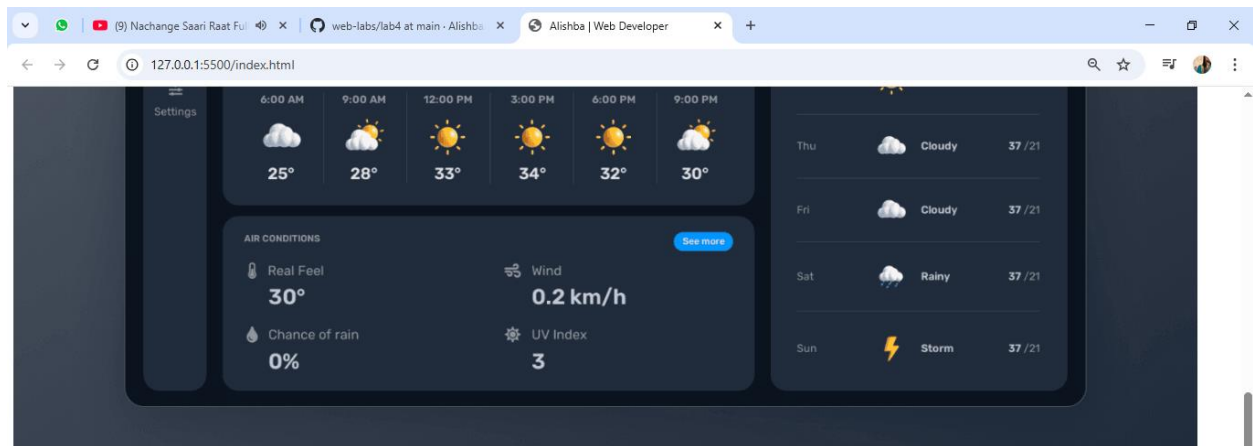 (9) Nachange Saari Raat Ful
web-labs/lab4 at main · Alishba
Alishba | Web Developer
127.0.0.1:5500/index.html
Settings
6:00 AM 9:00 AM 12:00 PM 3:00 PM 6:00 PM 9:00 PM
25° 28° 33° 34° 32° 30°
AIR CONDITIONS
See more
Real Feel
30°
Wind
0.2 km/h
Chance of rain
0%
UV Index
3
Thu Cloudy 37 /21
Fri Cloudy 37 /21
Sat Rainy 37 /21
Sun Storm 37 /21